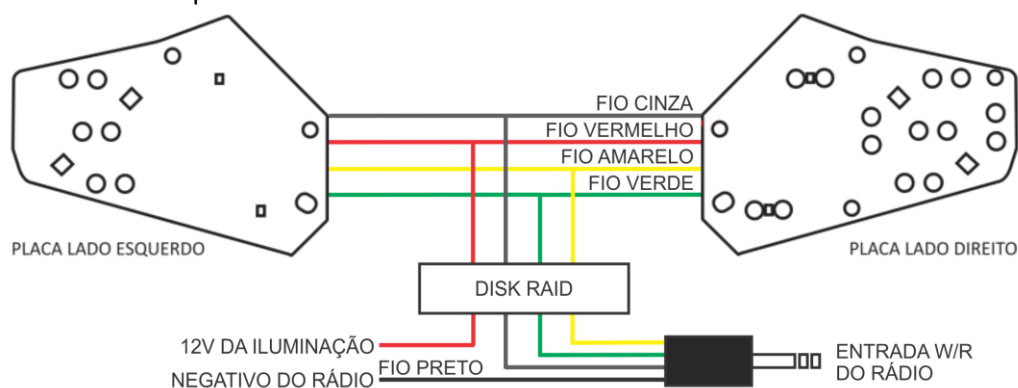 FIO CINZA
FIO VERMELHO
FIO AMARELO
FIO VERDE
PLACA LADO ESQUERDO
PLACA LADO DIREITO
DISK RAID
12V DA ILUMINAÇÃO
FIO PRETO
NEGATIVO DO RÁDIO
ENTRADA W/R
DO RÁDIO